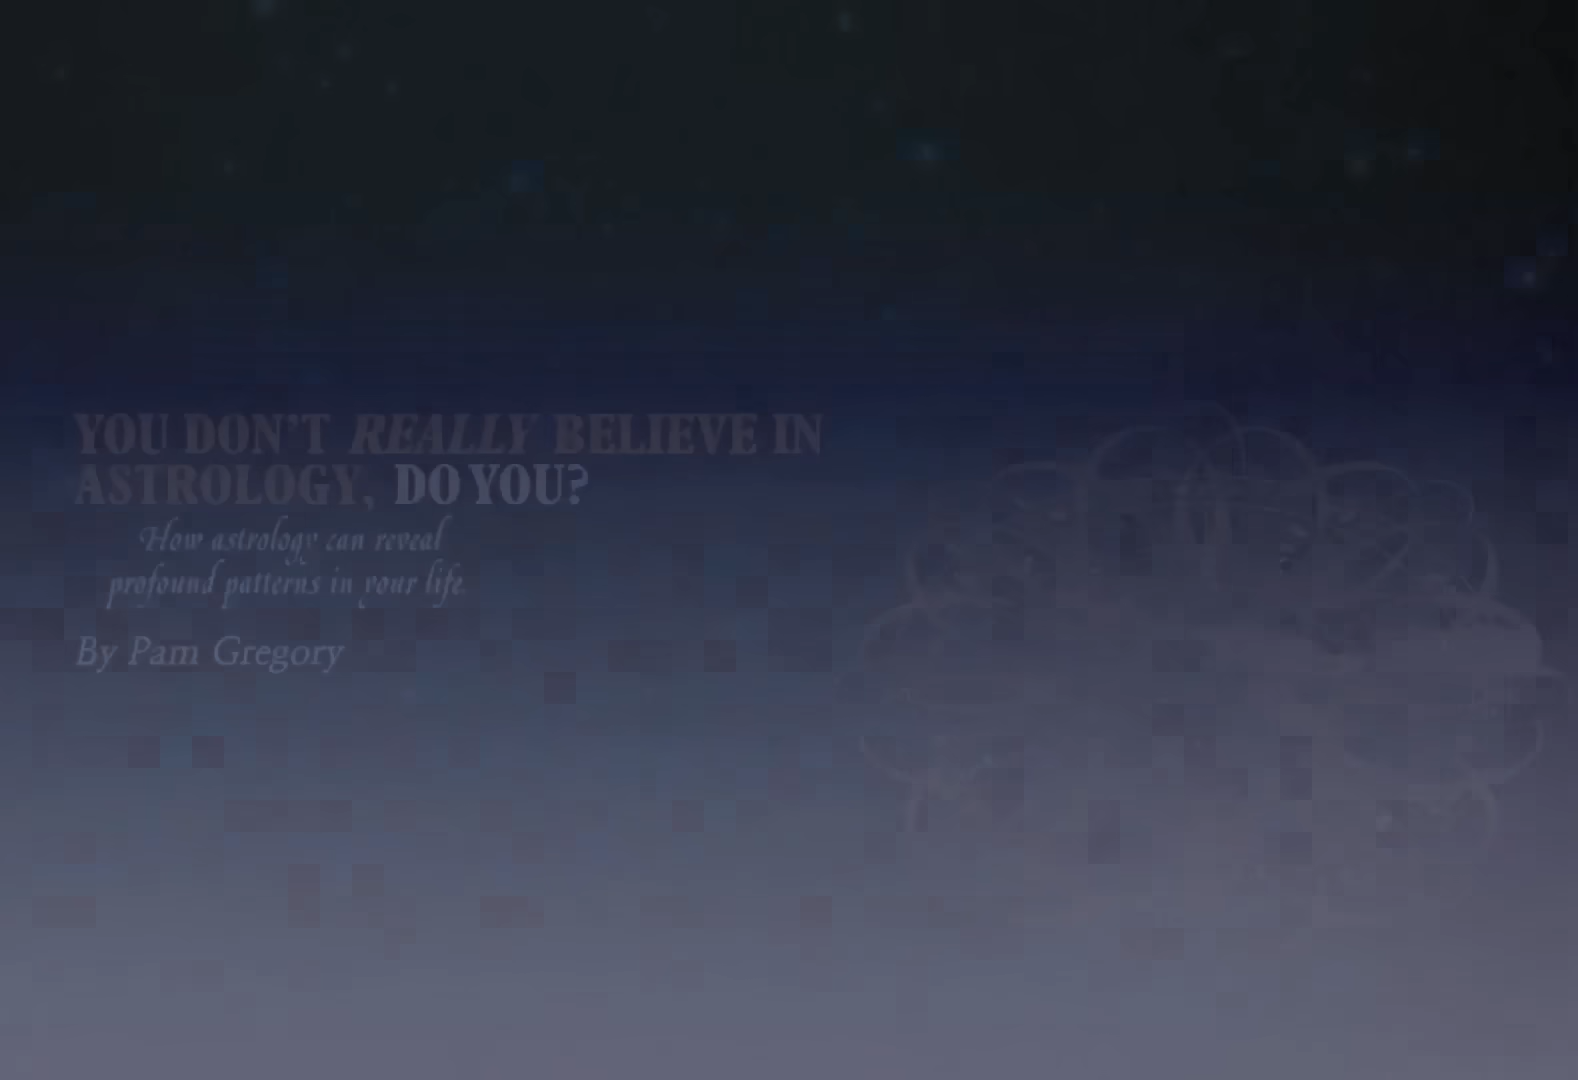 YOU DON'T REALLY BELIEVE IN
ASTROLOGY, DO YOU?
How astrology can reveal
profound patterns in your life.
By Pam Gregory